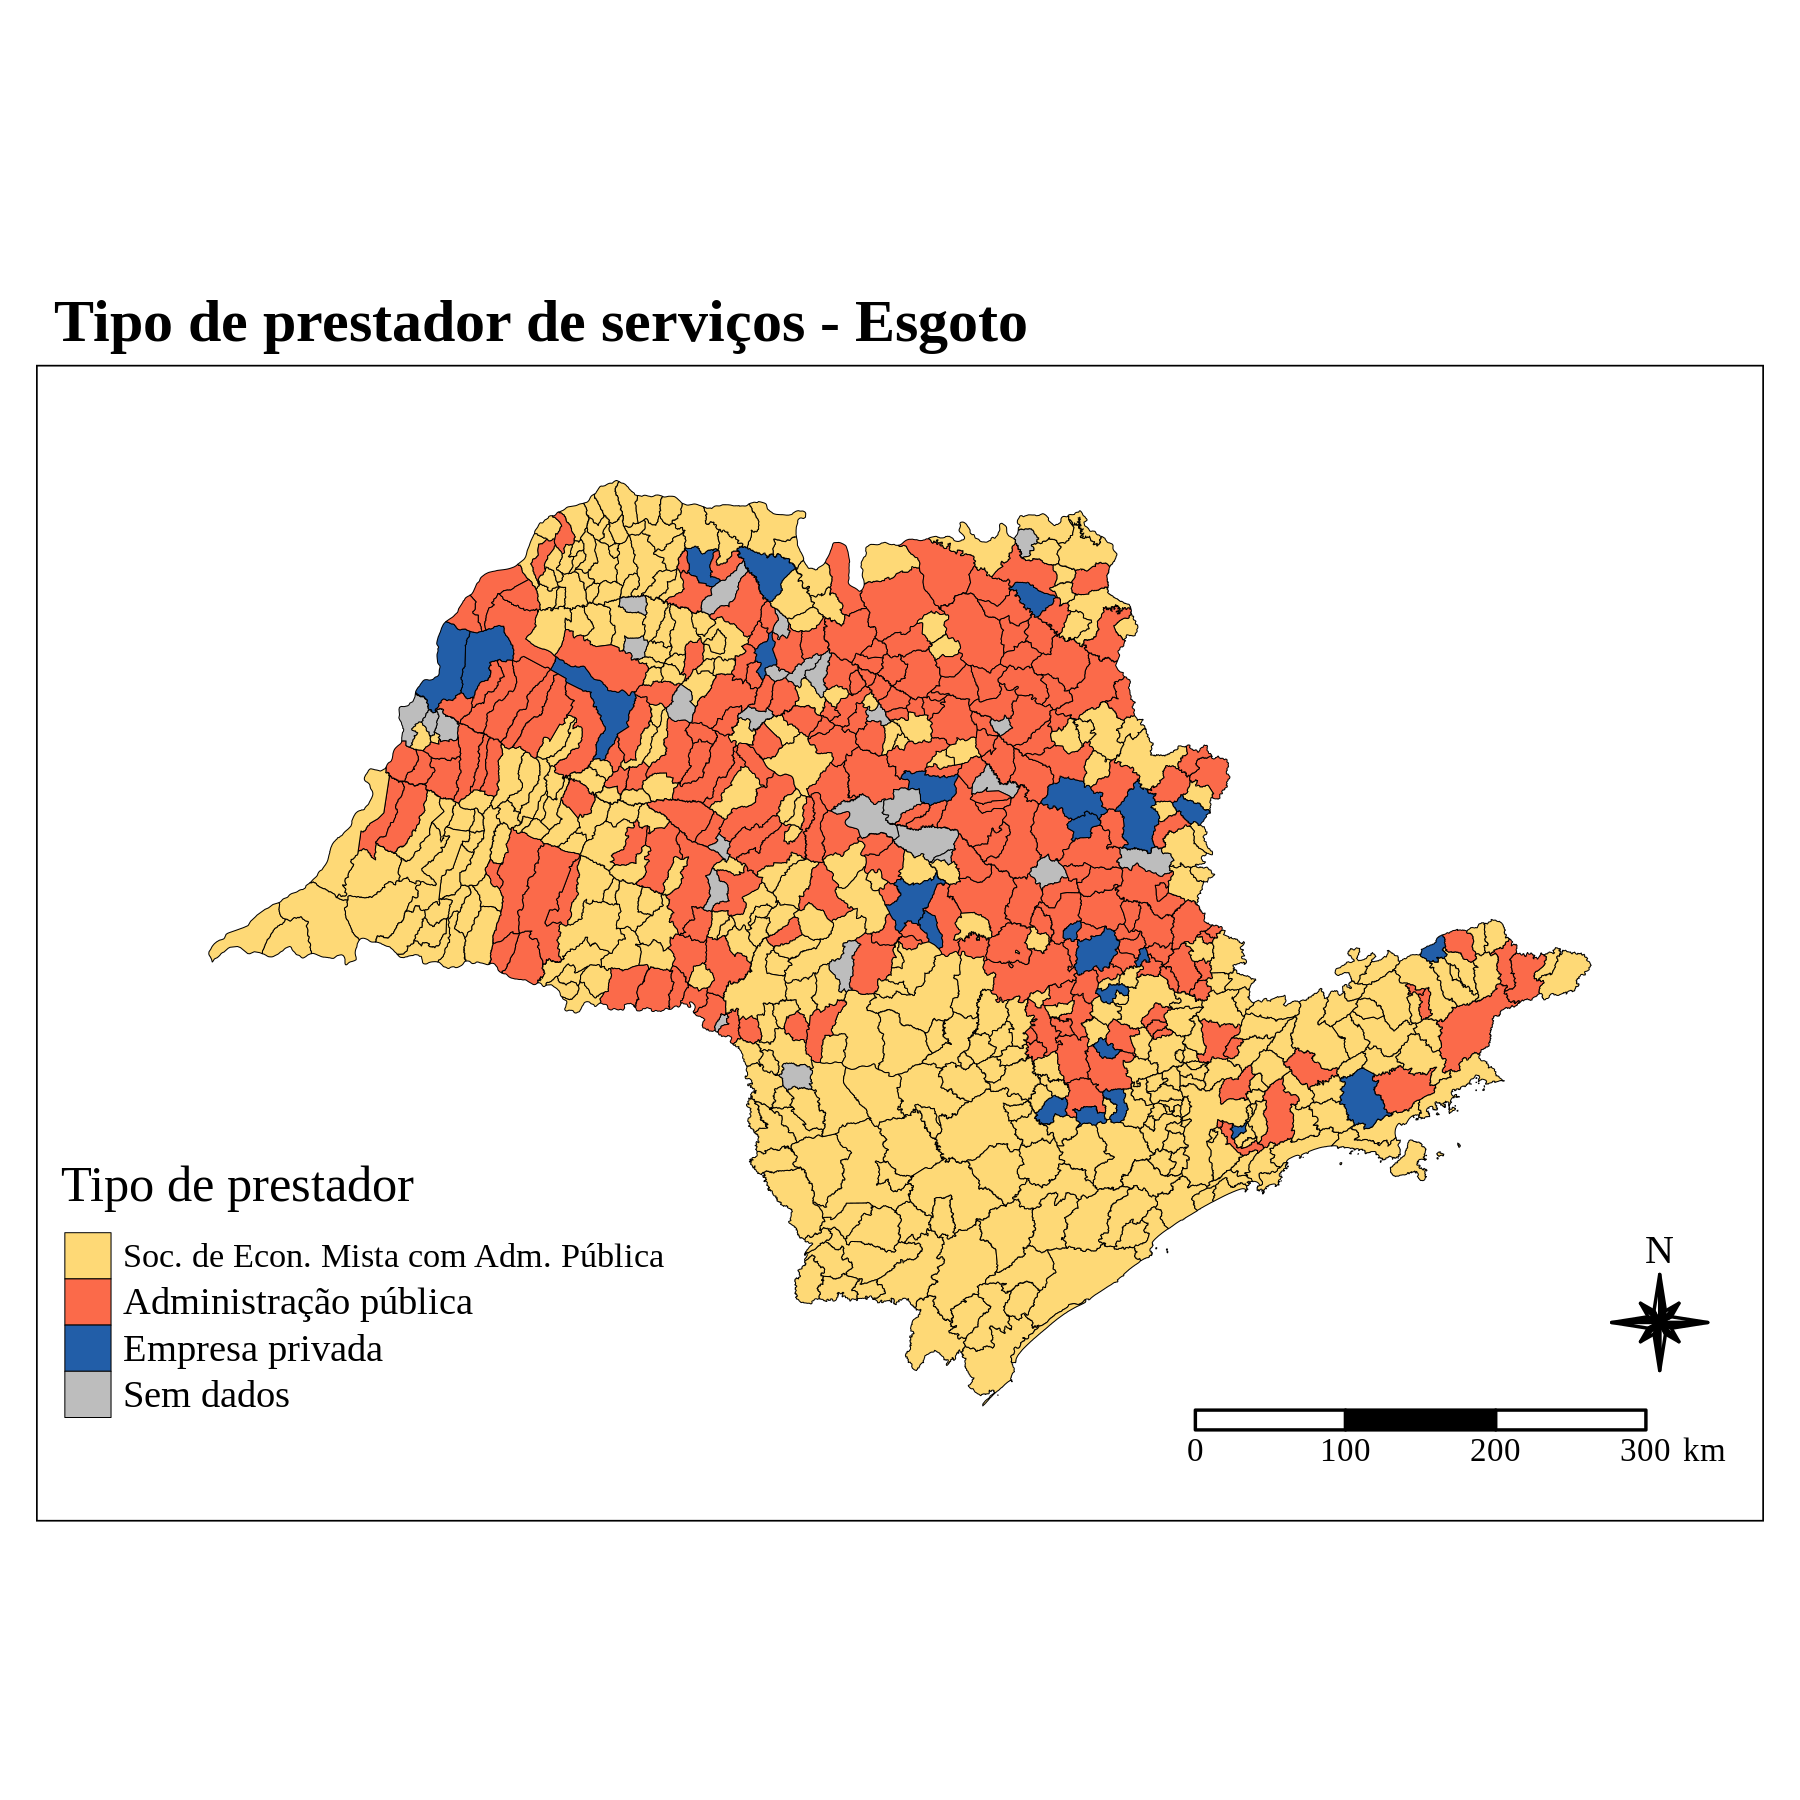 Tipo de prestador de serviços - Esgoto
Tipo de prestador
Soc. de Econ. Mista com Adm. Pública
Administração pública
Empresa privada
Sem dados
N
0 100 200 300 km